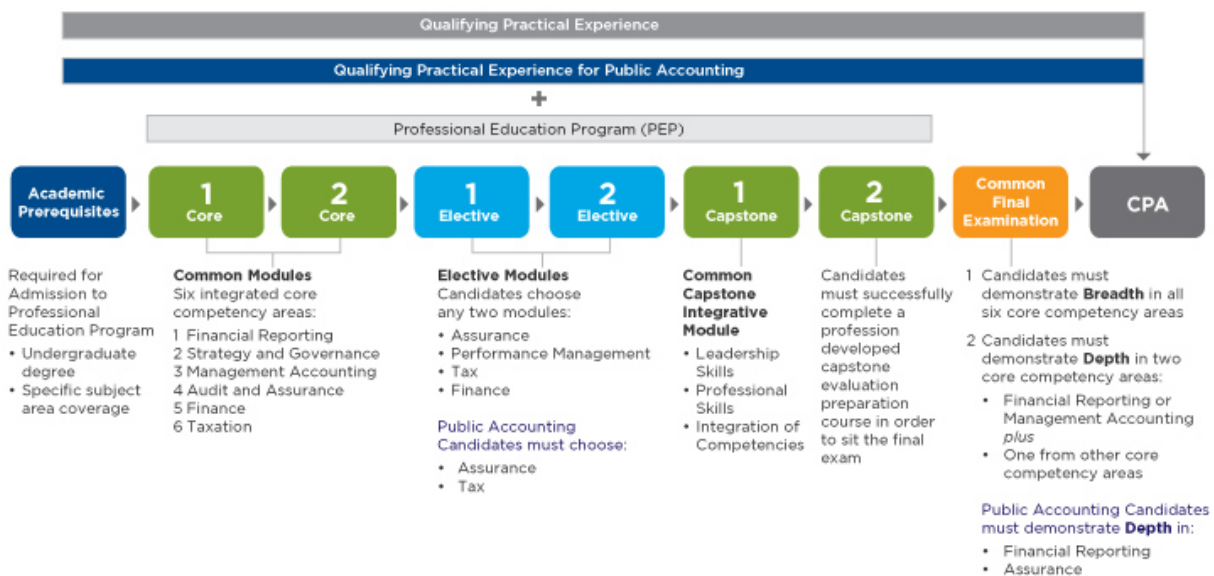 Qualifying Practical Experience
Qualifying Practical Experience for Public Accounting
+
Professional Education Program (PEP)
Academic
Prerequisites
1
Core
2
Core
1
Elective
2
Elective
1
Capstone
2
Capstone
Common
Final
Examination
CPA
Required for
Admission to
Professional
Education Program
• Undergraduate
degree
• Specific subject
area coverage
Common Modules
Six integrated core
competency areas:
1 Financial Reporting
2 Strategy and Governance
3 Management Accounting
4 Audit and Assurance
5 Finance
6 Taxation
Elective Modules
Candidates choose
any two modules:
• Assurance
• Performance Management
• Tax
• Finance
Public Accounting
Candidates must choose:
• Assurance
• Tax
Common
Capstone
Integrative
Module
• Leadership
Skills
• Professional
Skills
• Integration of
Competencies
Candidates
must successfully
complete a
profession
developed
capstone
evaluation
preparation
course in order
to sit the final
exam
1 Candidates must
demonstrate Breadth in all
six core competency areas
2 Candidates must
demonstrate Depth in two
core competency areas:
• Financial Reporting or
Management Accounting
plus
• One from other core
competency areas
Public Accounting Candidates
must demonstrate Depth in:
• Financial Reporting
• Assurance